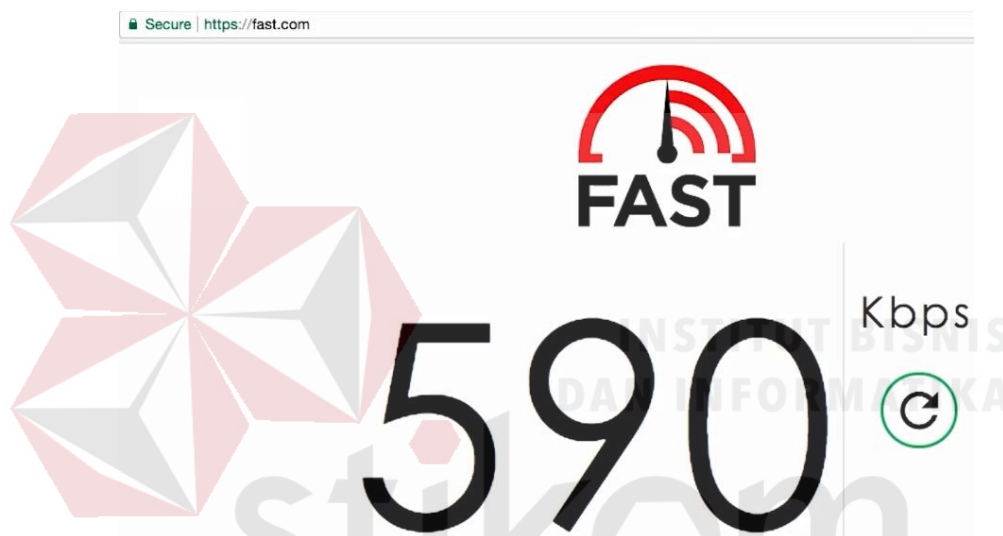 Secure | https://fast.com
FAST
Kbps
590
INSTITUT BISNIS
DAN INFORMATIKA
stikom